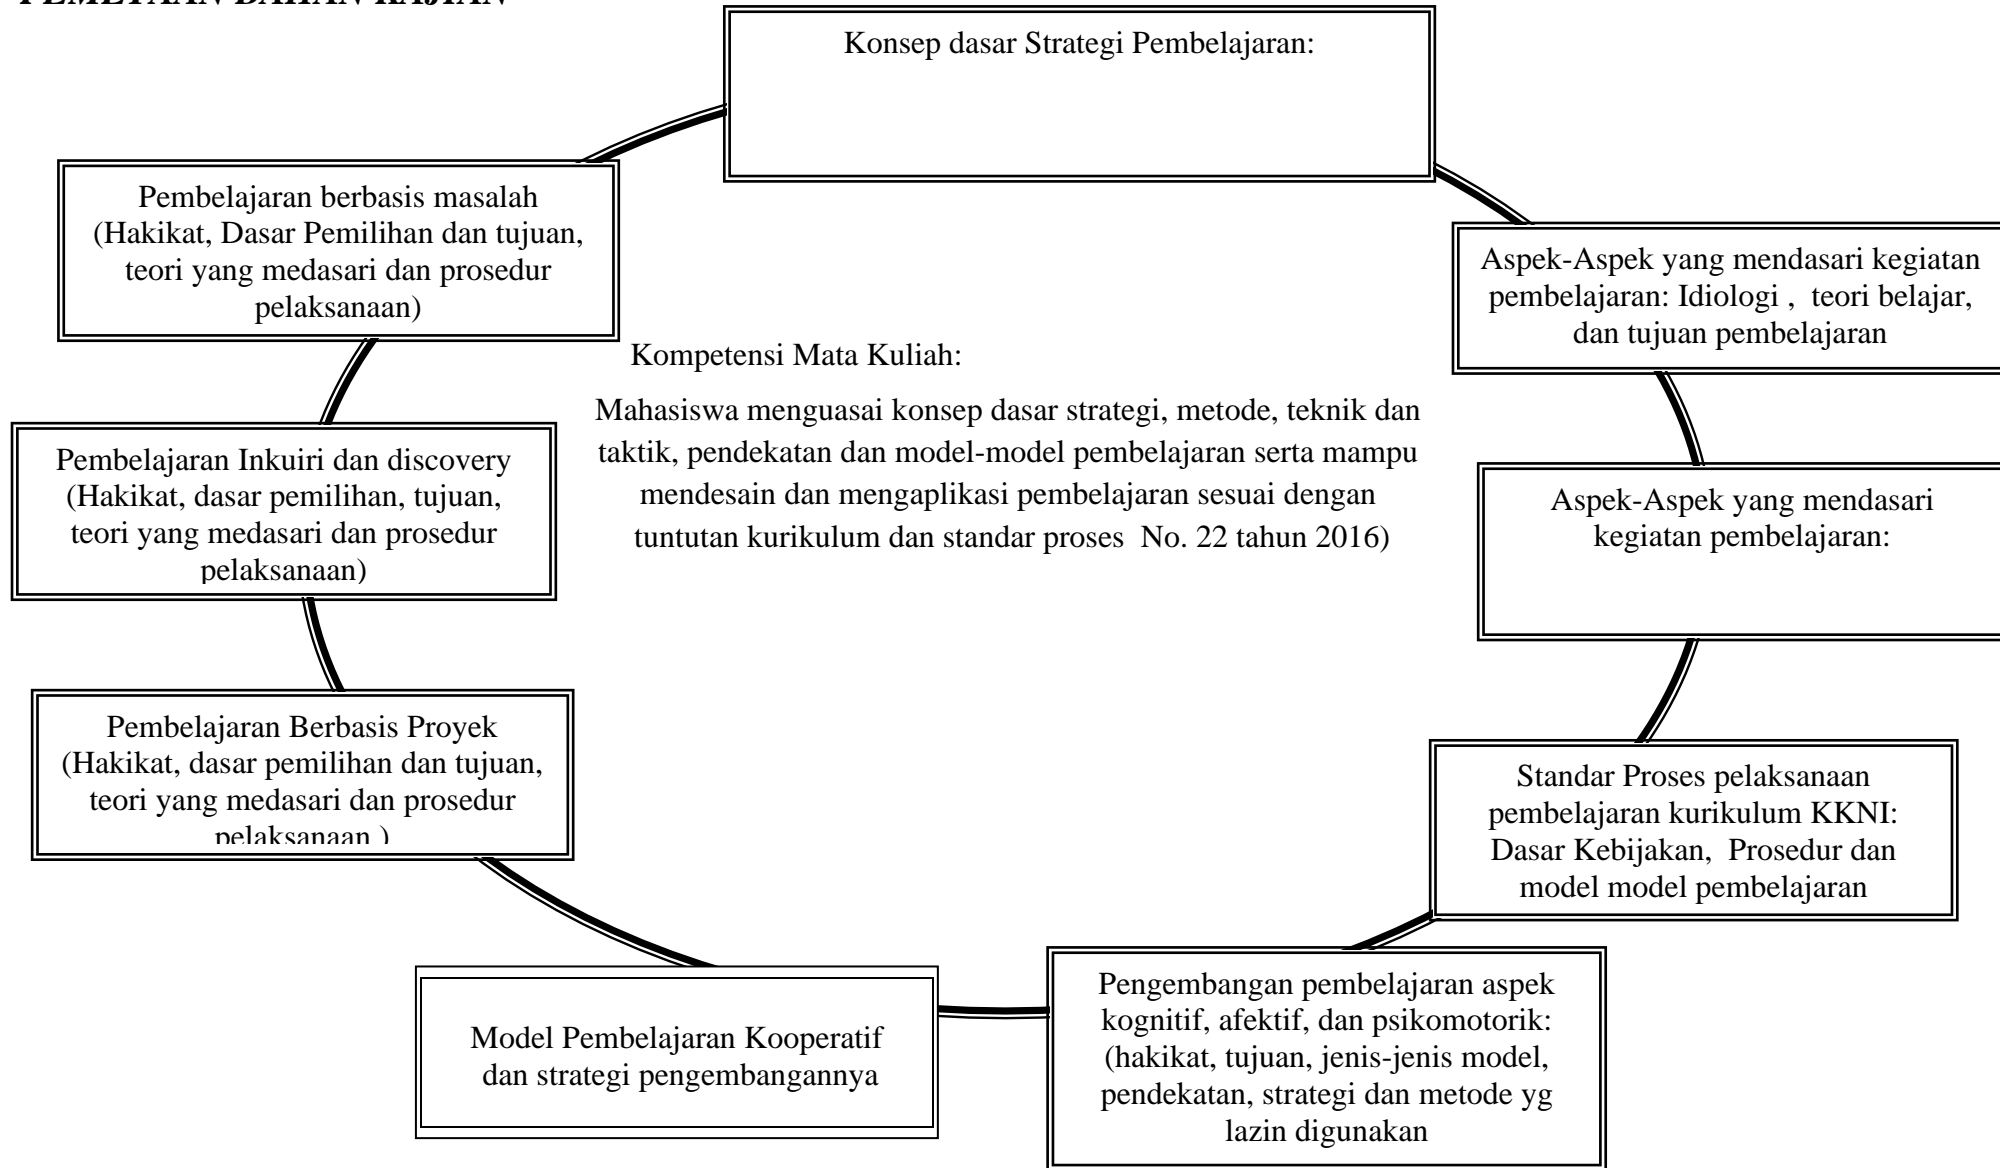 PEMETAAN BAHAN KAJIAN
Konsep dasar Strategi Pembelajaran:
Pembelajaran berbasis masalah
(Hakikat, Dasar Pemilihan dan tujuan,
teori yang medasari dan prosedur
pelaksanaan)
Aspek-Aspek yang mendasari kegiatan
pembelajaran: Idiologi , teori belajar,
dan tujuan pembelajaran
Kompetensi Mata Kuliah:
Mahasiswa menguasai konsep dasar strategi, metode, teknik dan
taktik, pendekatan dan model-model pembelajaran serta mampu
mendesain dan mengaplikasi pembelajaran sesuai dengan
tuntutan kurikulum dan standar proses No. 22 tahun 2016)
Pembelajaran Inkuiri dan discovery
(Hakikat, dasar pemilihan, tujuan,
teori yang medasari dan prosedur
pelaksanaan)
Aspek-Aspek yang mendasari
kegiatan pembelajaran:
Pembelajaran Berbasis Proyek
(Hakikat, dasar pemilihan dan tujuan,
teori yang medasari dan prosedur
pelaksanaan )
Standar Proses pelaksanaan
pembelajaran kurikulum KKNI:
Dasar Kebijakan, Prosedur dan
model model pembelajaran
Model Pembelajaran Kooperatif
dan strategi pengembangannya
Pengembangan pembelajaran aspek
kognitif, afektif, dan psikomotorik:
(hakikat, tujuan, jenis-jenis model,
pendekatan, strategi dan metode yg
lazin digunakan